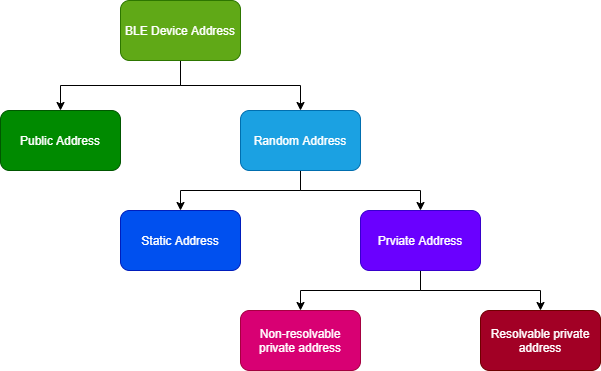 BLE Device Address
Public Address
Random Address
Static Address
Prviate Address
Non-resolvable
private address
Resolvable private
address